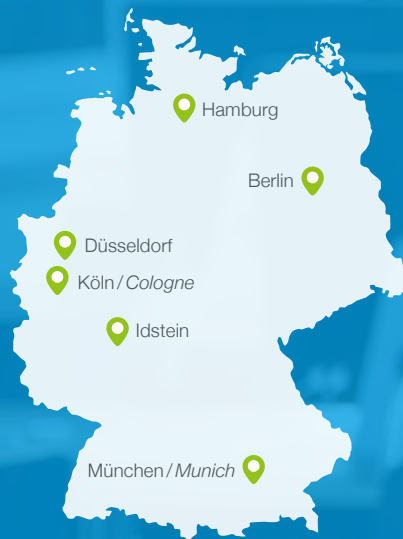 Hamburg
Berlin
Düsseldorf
Köln / Cologne
Idstein
München / Munich